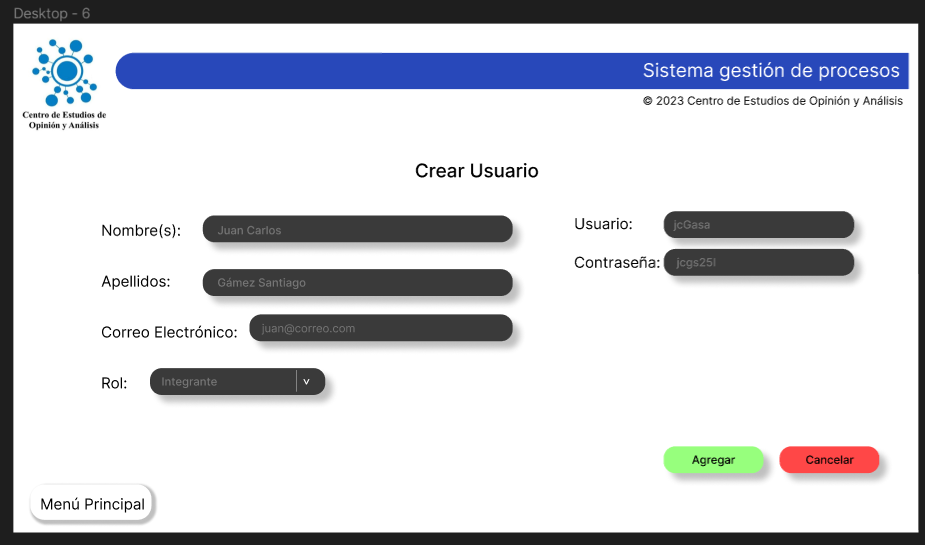 Desktop - 6
Sistema gestión de procesos
© 2023 Centro de Estudios de Opinión y Análisis
Centro de Estudios de
Opinión y Análisis
Crear Usuario
Nombre(s): Juan Carlos
Apellidos: Gámez Santiago
Correo Electrónico: juan@correo.com
Rol: Integrante v
Usuario: jcGasa
Contraseña: jcgs25l
Agregar
Cancelar
Menú Principal